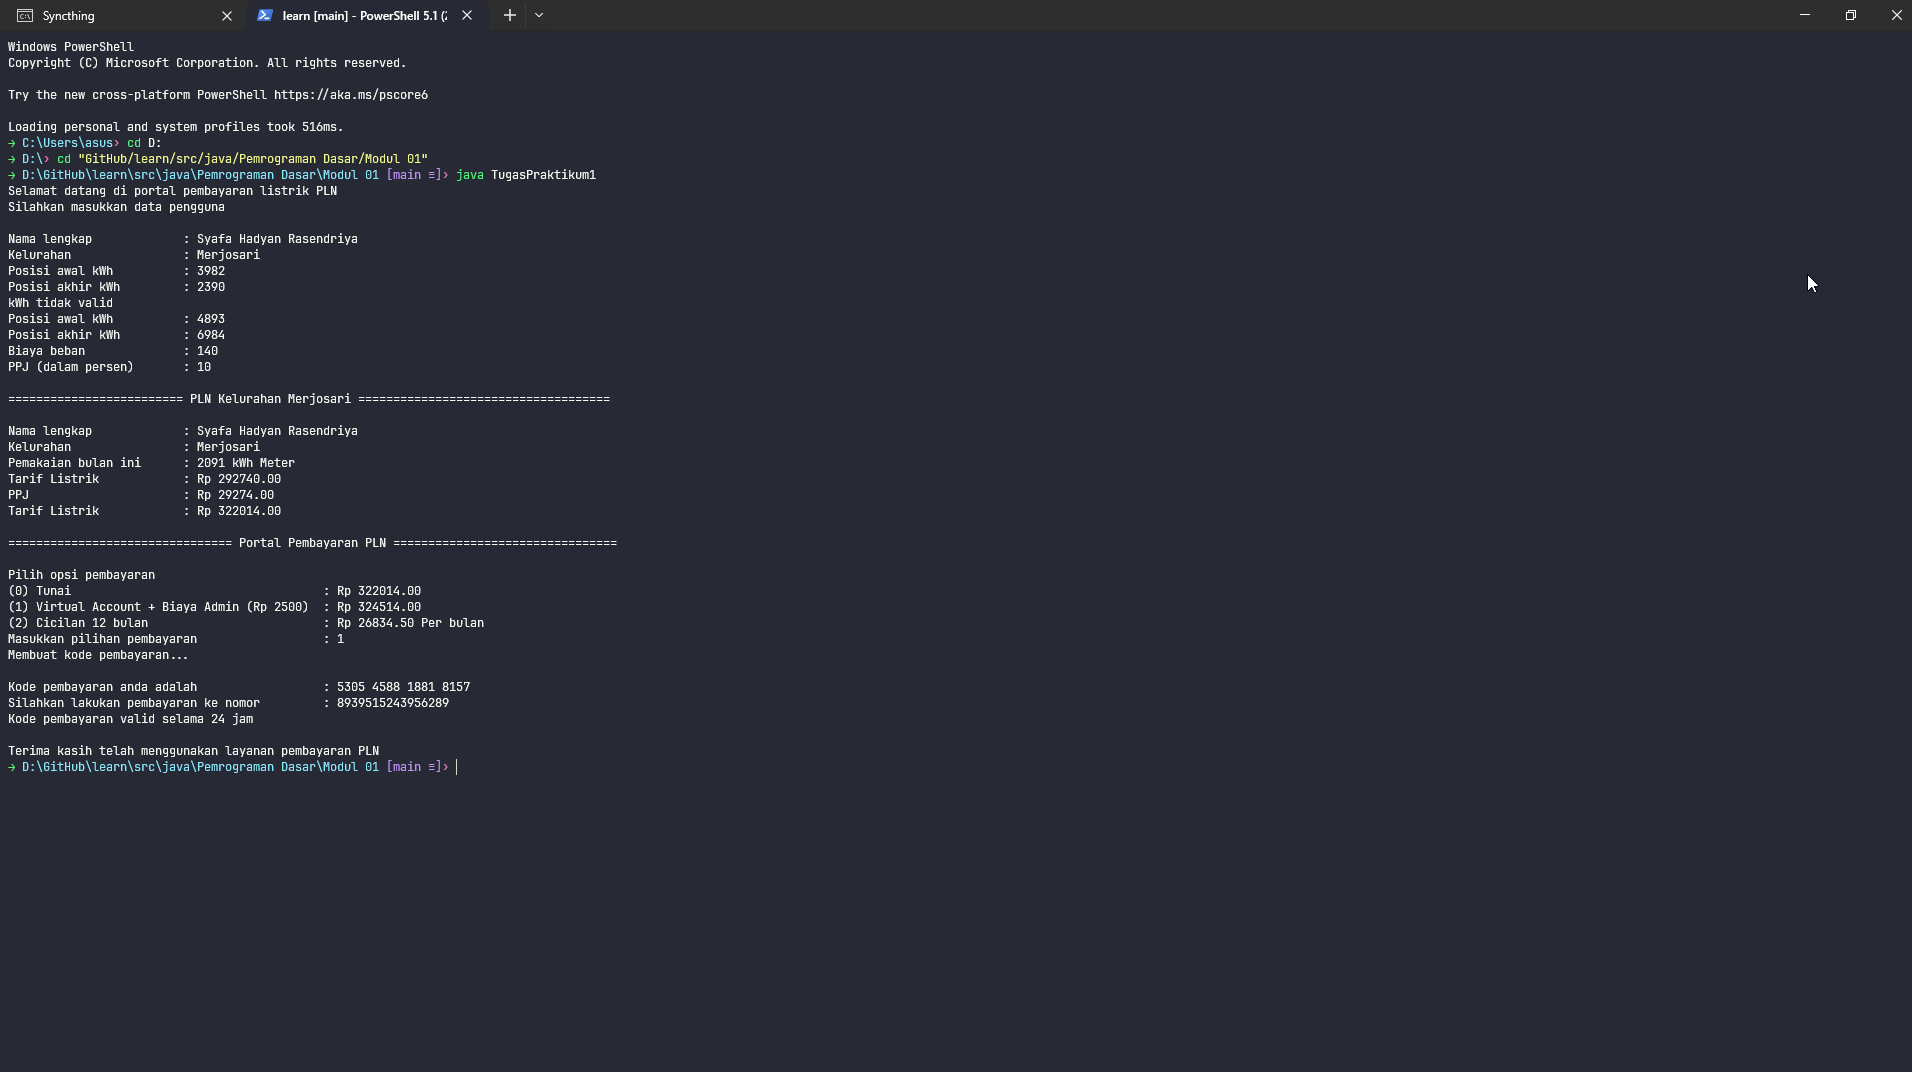 Syncthing
learn [main] - PowerShell 5.1 (
Windows PowerShell
Copyright (C) Microsoft Corporation. All rights reserved.
Try the new cross-platform PowerShell https://aka.ms/pscore6
Loading personal and system profiles took 516ms.
→ C:\Users\asus› cd D:
→ D:\› cd "GitHub/learn/src/java/Pemrograman Dasar/Modul 01"
→ D:\GitHub\learn\src\java\Pemrograman Dasar\Modul 01 [main ≡]› java TugasPraktikum1
Selamat datang di portal pembayaran listrik PLN
Silahkan masukkan data pengguna
Nama lengkap : Syafa Hadyan Rasendriya
Kelurahan : Merjosari
Posisi awal kWh : 3982
Posisi akhir kWh : 2390
kWh tidak valid
Posisi awal kWh : 4893
Posisi akhir kWh : 6984
Biaya beban : 140
PPJ (dalam persen) : 10
========================= PLN Kelurahan Merjosari ====================================
Nama lengkap : Syafa Hadyan Rasendriya
Kelurahan : Merjosari
Pemakaian bulan ini : 2091 kWh Meter
Tarif Listrik : Rp 292740.00
PPJ : Rp 29274.00
Tarif Listrik : Rp 322014.00
================================ Portal Pembayaran PLN ================================
Pilih opsi pembayaran
(0) Tunai : Rp 322014.00
(1) Virtual Account + Biaya Admin (Rp 2500) : Rp 324514.00
(2) Cicilan 12 bulan : Rp 26834.50 Per bulan
Masukkan pilihan pembayaran : 1
Membuat kode pembayaran...
Kode pembayaran anda adalah : 5305 4588 1881 8157
Silahkan lakukan pembayaran ke nomor : 8939515243956289
Kode pembayaran valid selama 24 jam
Terima kasih telah menggunakan layanan pembayaran PLN
→ D:\GitHub\learn\src\java\Pemrograman Dasar\Modul 01 [main ≡]›